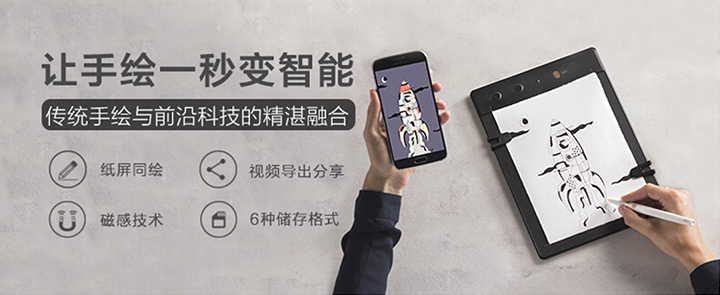 让手绘一秒变智能
传统手绘与前沿科技的精湛融合
纸屏同绘
视频导出分享
磁感技术
6种储存格式